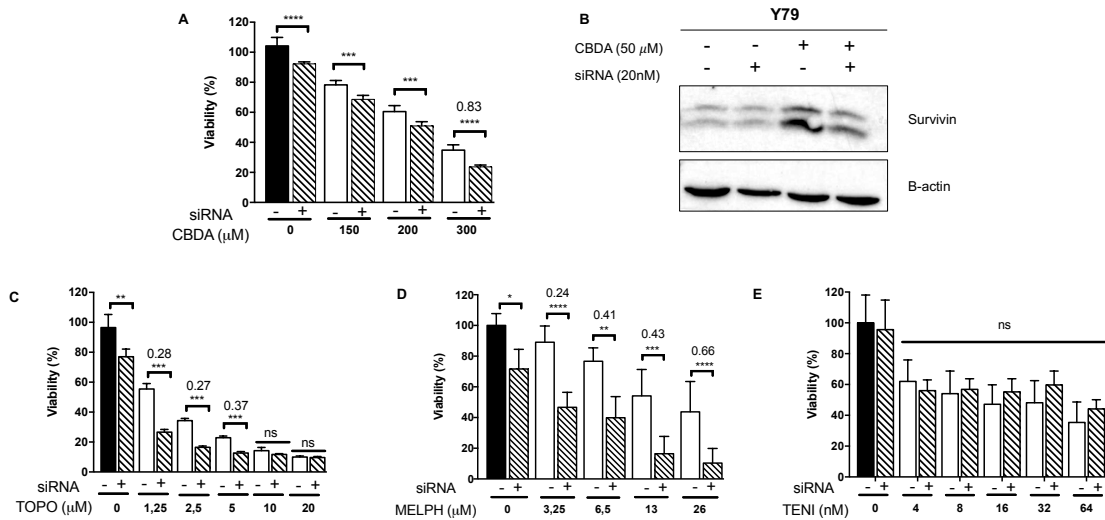 A
Viability (%)
120
100
80
60
40
20
0
****
***
***
0.83
****
siRNA - + - + - + - +
CBDA (µM) 0 150 200 300
B
Y79
CBDA (50 µM) - - + +
siRNA (20nM) - + - +
Survivin
B-actin
C
Viability (%)
120
100
80
60
40
20
0
**
0.28
***
0.27
***
0.37
***
ns
ns
siRNA - + - + - + - + - + - +
TOPO (µM) 0 1,25 2,5 5 10 20
D
Viability (%)
120
100
80
60
40
20
0
*
0.24
****
0.41
**
0.43
***
0.66
****
siRNA - + - + - + - + - +
MELPH (µM) 0 3,25 6,5 13 26
E
Viability (%)
120
100
80
60
40
20
0
ns
siRNA - + - + - + - + - + - +
TENI (nM) 0 4 8 16 32 64